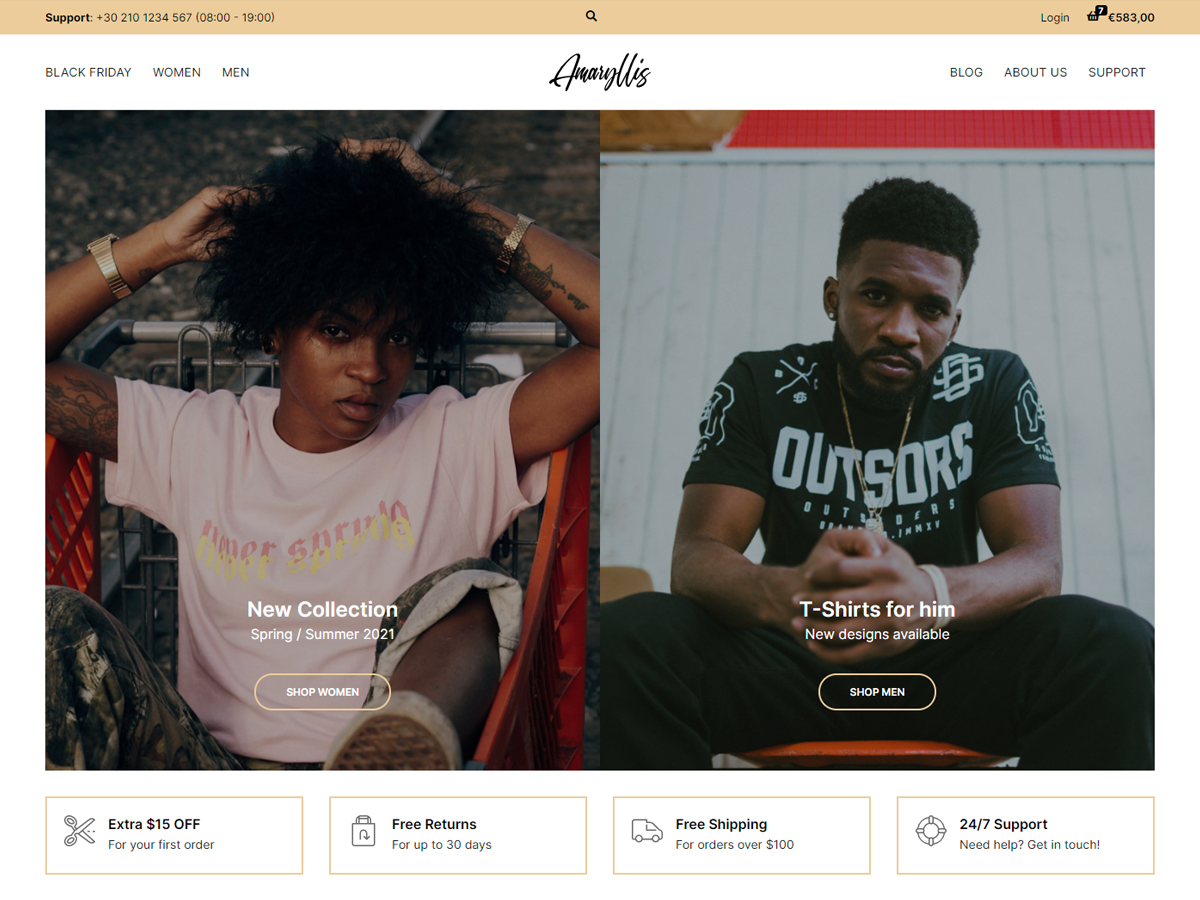 Support: +30 210 1234 567 (08:00 - 19:00)
Login
7
€583,00
BLACK FRIDAY
WOMEN
MEN
Amaryllis
BLOG
ABOUT US
SUPPORT
never spring
never spring
OUTSDRS
OUTSIDERS
New Collection
Spring / Summer 2021
SHOP WOMEN
T-Shirts for him
New designs available
SHOP MEN
Extra $15 OFF
For your first order
Free Returns
For up to 30 days
Free Shipping
For orders over $100
24/7 Support
Need help? Get in touch!